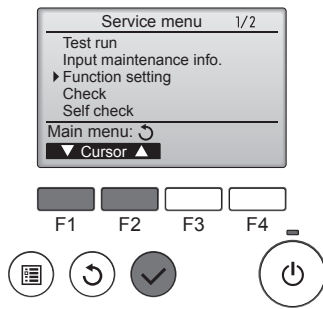 Service menu 1/2
Test run
Input maintenance info.
Function setting
Check
Self check
Main menu:
Cursor
F1 F2 F3 F4